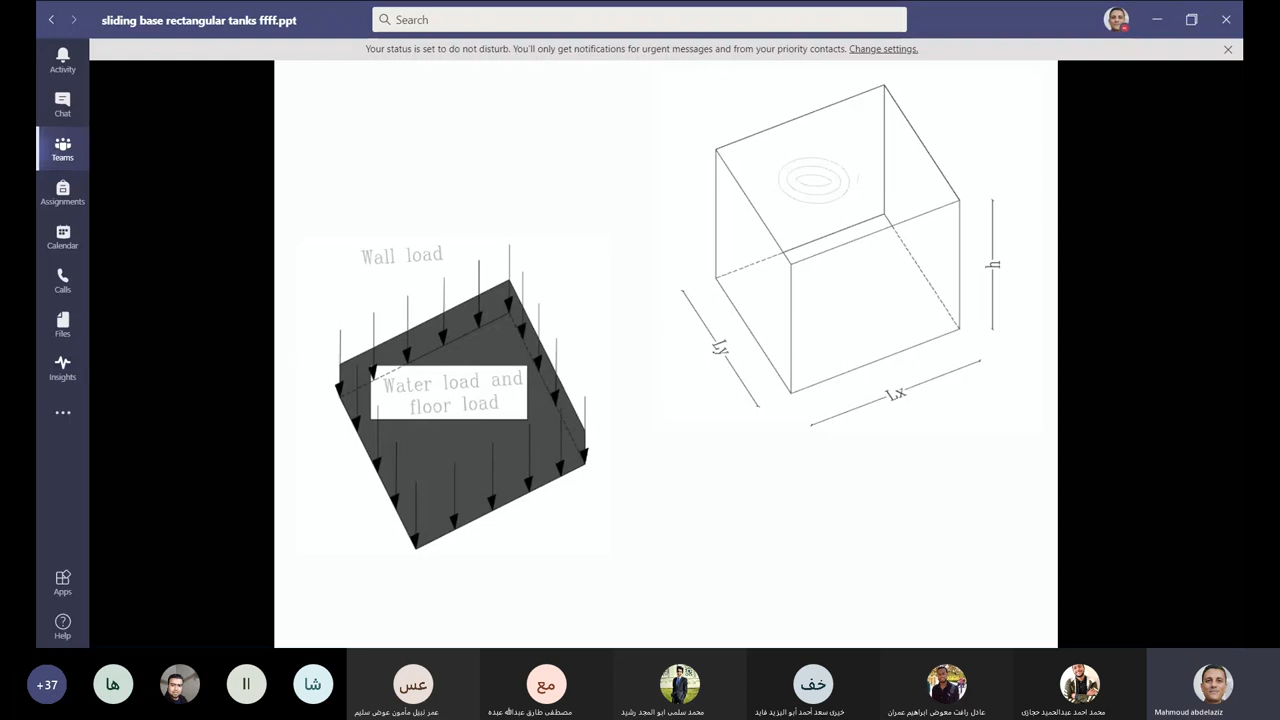 sliding base rectangular tanks ffff.ppt
Search
Your status is set to do not disturb. You'll only get notifications for urgent messages and from your priority contacts. Change settings.
Activity
Chat
Teams
Assignments
Calendar
Calls
Files
Insights
Apps
Help
Wall load
Water load and
floor load
h
Ly
Lx
+37
ها
اا
شا
عس
عمر نبيل مأمون عوض سليم
مع
مصطفى طارق عبدالله عبده
محمد سلمى ابو المجد رشيد
خف
خيرى سعد أحمد أبو اليزيد فايد
عادل رافت معوض ابراهيم عمران
محمد احمد عبدالحميد حجازى
Mahmoud abdelaziz